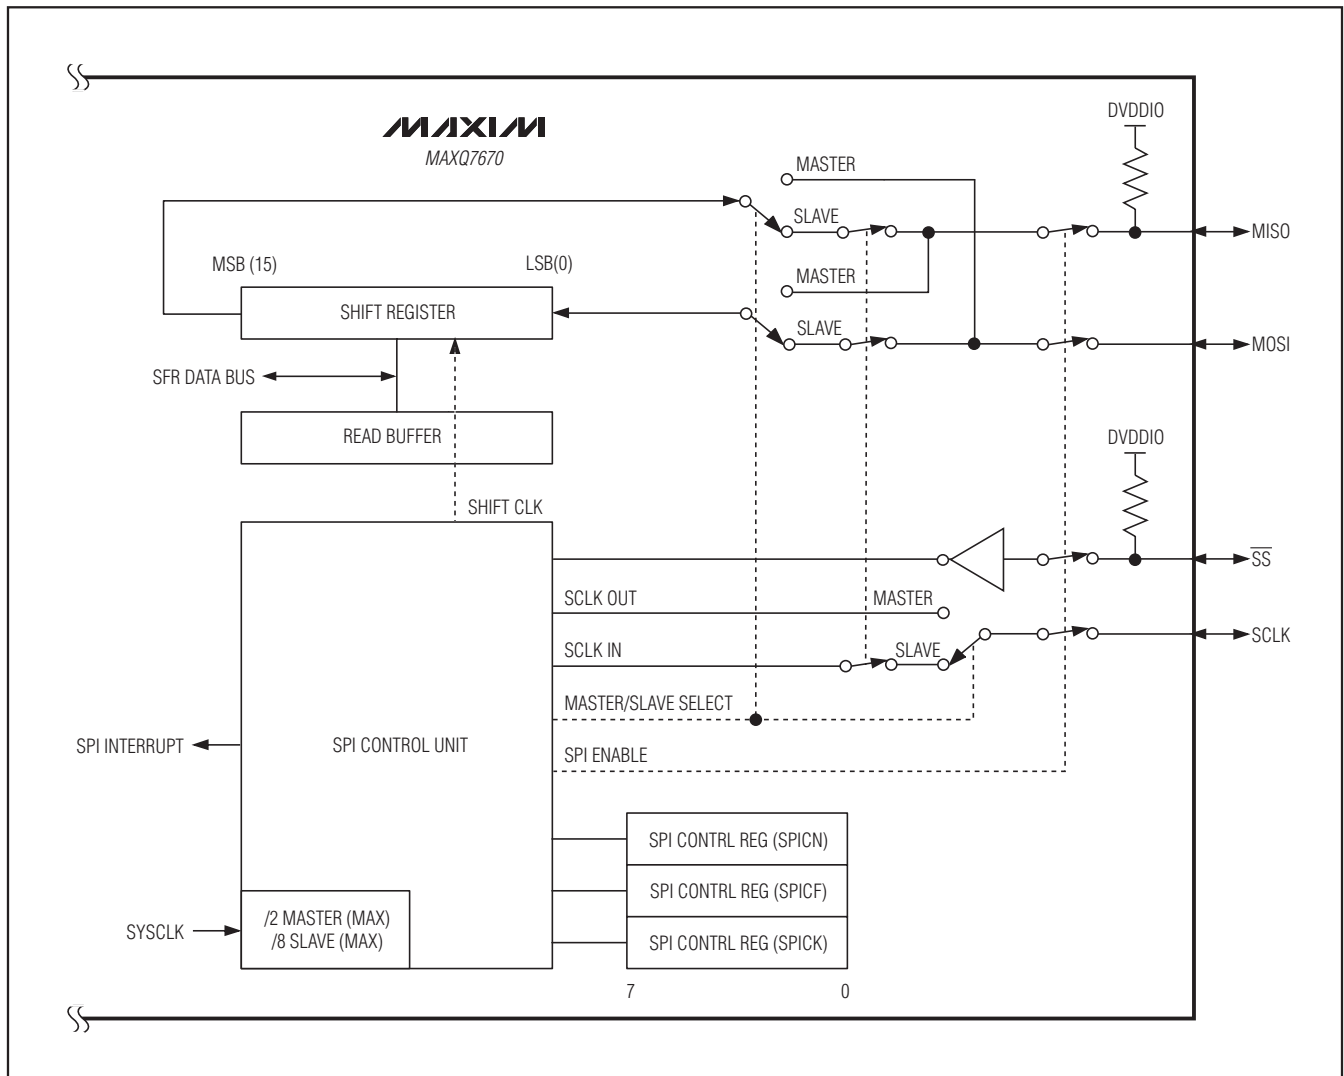 MAXIM
MAXQ7670
DVDDIO
MASTER
SLAVE
MISO
MSB (15)
LSB(0)
MASTER
SHIFT REGISTER
SLAVE
MOSI
SFR DATA BUS
READ BUFFER
DVDDIO
SHIFT CLK
SS
SCLK OUT
MASTER
SCLK IN
SLAVE
SCLK
MASTER/SLAVE SELECT
SPI INTERRUPT
SPI CONTROL UNIT
SPI ENABLE
SPI CONTRL REG (SPICN)
SPI CONTRL REG (SPICF)
SPI CONTRL REG (SPICK)
SYSCLK
/2 MASTER (MAX)
/8 SLAVE (MAX)
7
0